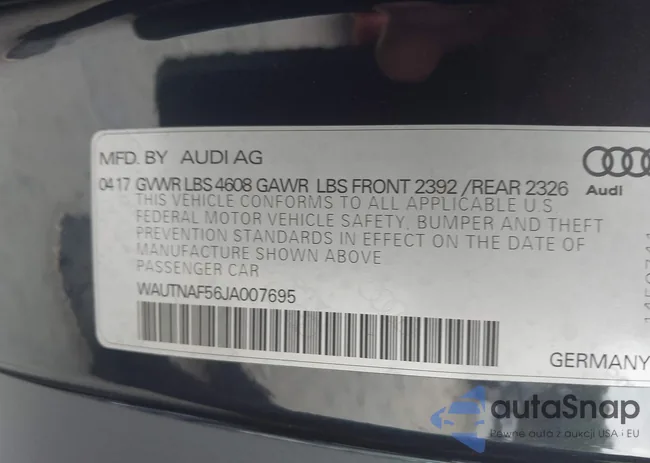 MFD. BY AUDI AG
0417 GVWR LBS 4608 GAWR LBS FRONT 2392 /REAR 2326
THIS VEHICLE CONFORMS TO ALL APPLICABLE U.S
FEDERAL MOTOR VEHICLE SAFETY, BUMPER AND THEFT
PREVENTION STANDARDS IN EFFECT ON THE DATE OF
MANUFACTURE SHOWN ABOVE
PASSENGER CAR
WAUTNAF56JA007695
Audi
GERMANY
autaSnap
Pewne auta z aukcji USA i EU